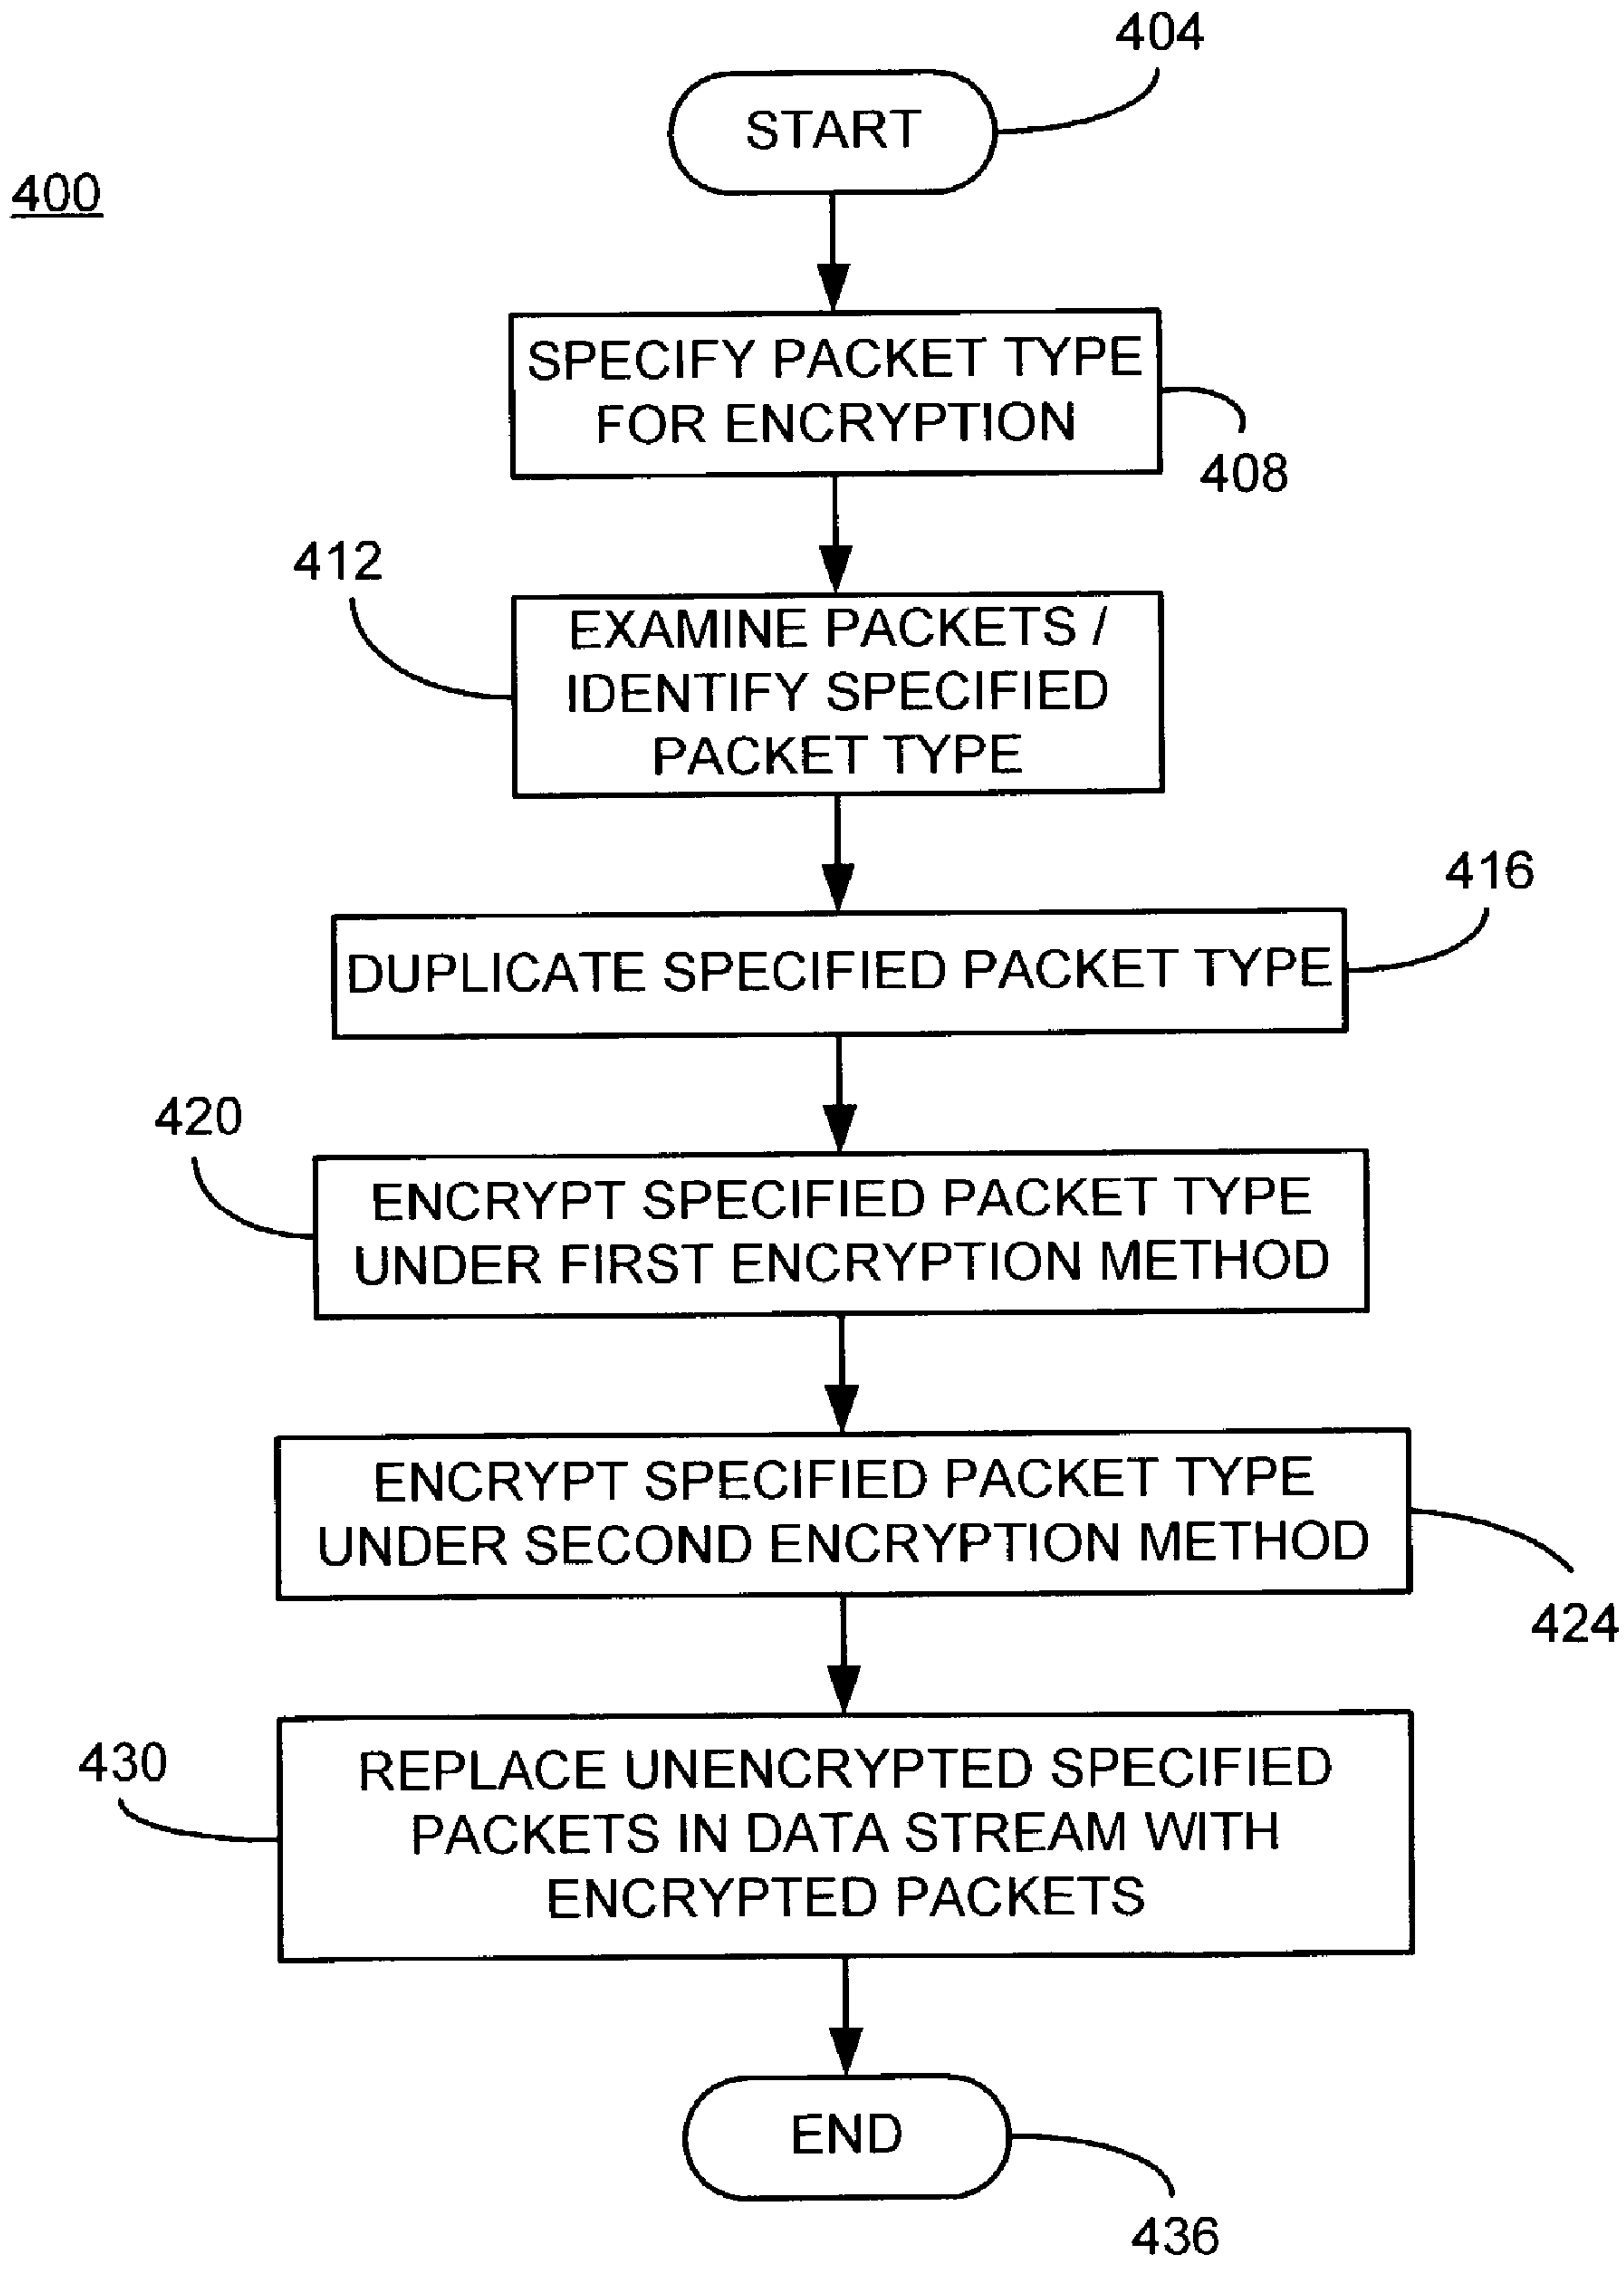 404
START
400
SPECIFY PACKET TYPE
FOR ENCRYPTION
408
412
EXAMINE PACKETS /
IDENTIFY SPECIFIED
PACKET TYPE
416
DUPLICATE SPECIFIED PACKET TYPE
420
ENCRYPT SPECIFIED PACKET TYPE
UNDER FIRST ENCRYPTION METHOD
ENCRYPT SPECIFIED PACKET TYPE
UNDER SECOND ENCRYPTION METHOD
424
430
REPLACE UNENCRYPTED SPECIFIED
PACKETS IN DATA STREAM WITH
ENCRYPTED PACKETS
END
436